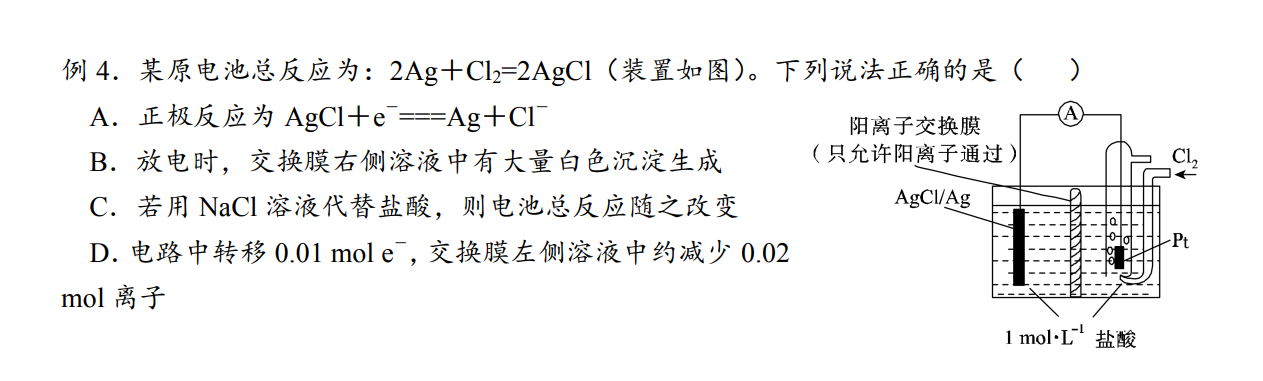 例 4．某原电池总反应为：2Ag＋Cl₂=2AgCl（装置如图）。下列说法正确的是（　　）
A．正极反应为 AgCl＋e⁻===Ag＋Cl⁻
B．放电时，交换膜右侧溶液中有大量白色沉淀生成
C．若用 NaCl 溶液代替盐酸，则电池总反应随之改变
D．电路中转移 0.01 mol e⁻，交换膜左侧溶液中约减少 0.02
mol 离子
A
阳离子交换膜
（只允许阳离子通过）
Cl₂
AgCl/Ag
Pt
1 mol·L⁻¹ 盐酸